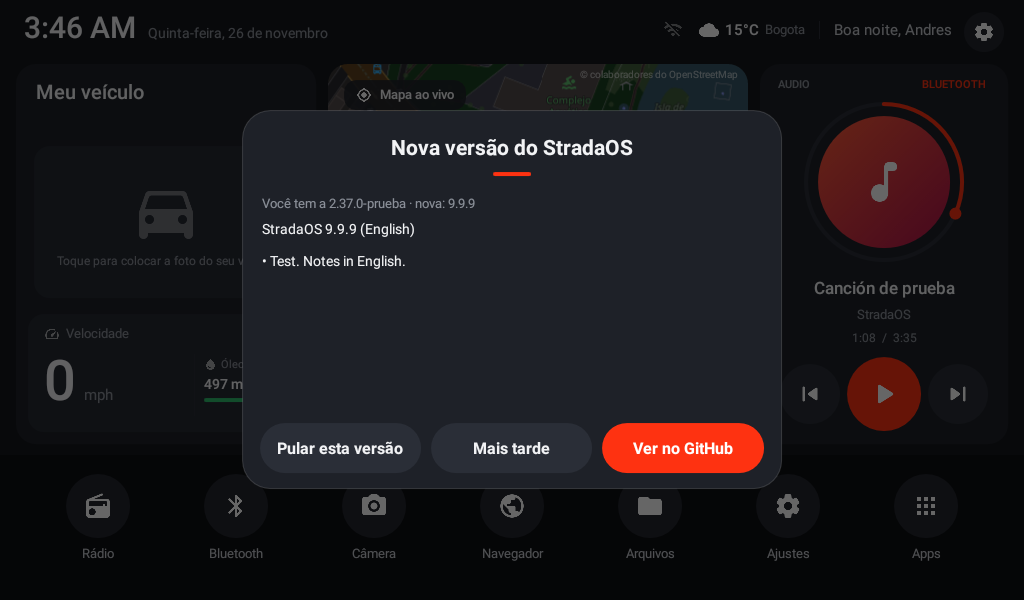 3:46 AM
Quinta-feira, 26 de novembro
15°C Bogota
Boa noite, Andres
Meu veículo
© colaboradores do OpenStreetMap
Mapa ao vivo
Complejo
AUDIO
BLUETOOTH
Nova versão do StradaOS
Você tem a 2.37.0-prueba · nova: 9.9.9
StradaOS 9.9.9 (English)
• Test. Notes in English.
Toque para colocar a foto do seu v
Velocidade
0 mph
Óleo
497 m
Canción de prueba
StradaOS
1:08 / 3:35
Pular esta versão
Mais tarde
Ver no GitHub
Rádio
Bluetooth
Câmera
Navegador
Arquivos
Ajustes
Apps